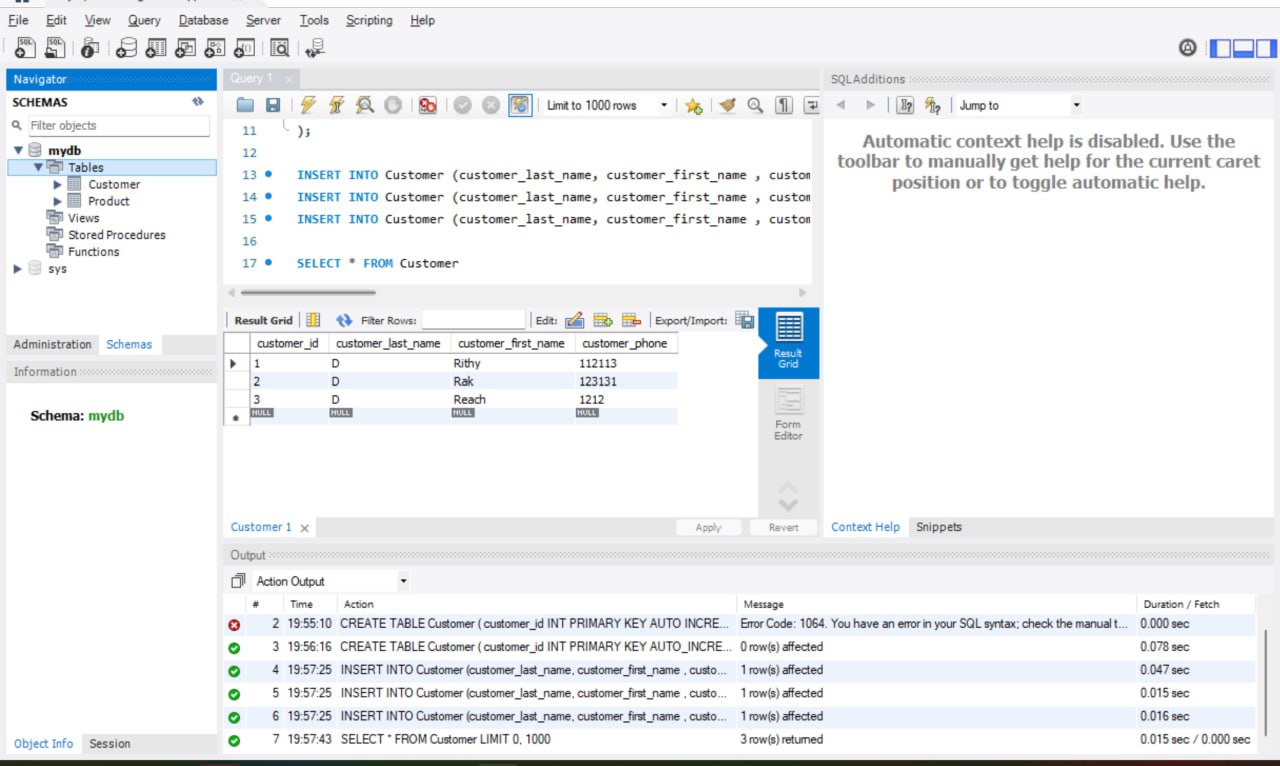 File Edit View Query Database Server Tools Scripting Help
Navigator
SCHEMAS
Filter objects
mydb
Tables
Customer
Product
Views
Stored Procedures
Functions
sys
Administration Schemas
Information
Schema: mydb
Object Info Session
Query 1
Limit to 1000 rows
11 );
12
13 INSERT INTO Customer (customer_last_name, customer_first_name , custom
14 INSERT INTO Customer (customer_last_name, customer_first_name , custom
15 INSERT INTO Customer (customer_last_name, customer_first_name , custom
16
17 SELECT * FROM Customer
Result Grid Filter Rows: Edit: Export/Import:
customer_id customer_last_name customer_first_name customer_phone
1 D Rithy 112113
2 D Rak 123131
3 D Reach 1212
NULL NULL NULL NULL
Result
Grid
Form
Editor
Customer 1 Apply Revert
SQLAdditions
Jump to
Automatic context help is disabled. Use the
toolbar to manually get help for the current caret
position or to toggle automatic help.
Context Help Snippets
Output
Action Output
# Time Action Message Duration / Fetch
2 19:55:10 CREATE TABLE Customer ( customer_id INT PRIMARY KEY AUTO INCRE... Error Code: 1064. You have an error in your SQL syntax; check the manual t... 0.000 sec
3 19:56:16 CREATE TABLE Customer ( customer_id INT PRIMARY KEY AUTO_INCRE... 0 row(s) affected 0.078 sec
4 19:57:25 INSERT INTO Customer (customer_last_name, customer_first_name , custo... 1 row(s) affected 0.047 sec
5 19:57:25 INSERT INTO Customer (customer_last_name, customer_first_name , custo... 1 row(s) affected 0.015 sec
6 19:57:25 INSERT INTO Customer (customer_last_name, customer_first_name , custo... 1 row(s) affected 0.016 sec
7 19:57:43 SELECT * FROM Customer LIMIT 0, 1000 3 row(s) returned 0.015 sec / 0.000 sec